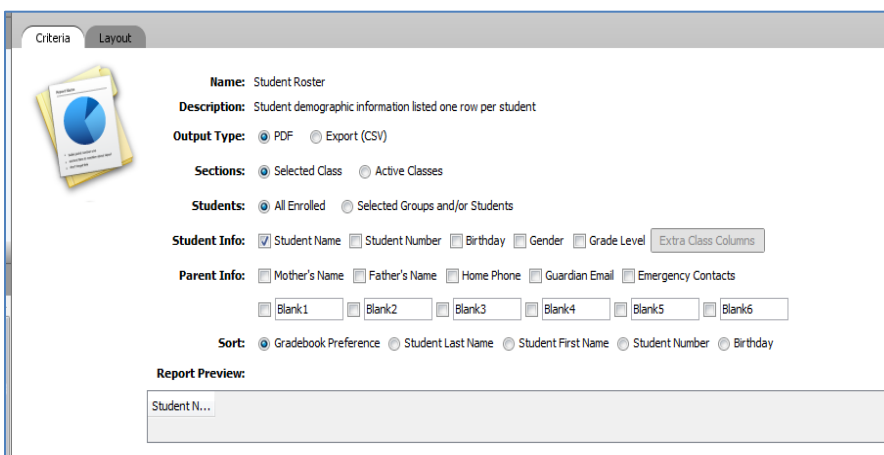 Criteria Layout
Name: Student Roster
Description: Student demographic information listed one row per student
Output Type: PDF Export (CSV)
Sections: Selected Class Active Classes
Students: All Enrolled Selected Groups and/or Students
Student Info: Student Name Student Number Birthday Gender Grade Level Extra Class Columns
Parent Info: Mother's Name Father's Name Home Phone Guardian Email Emergency Contacts
Blank1 Blank2 Blank3 Blank4 Blank5 Blank6
Sort: Gradebook Preference Student Last Name Student First Name Student Number Birthday
Report Preview:
Student N...